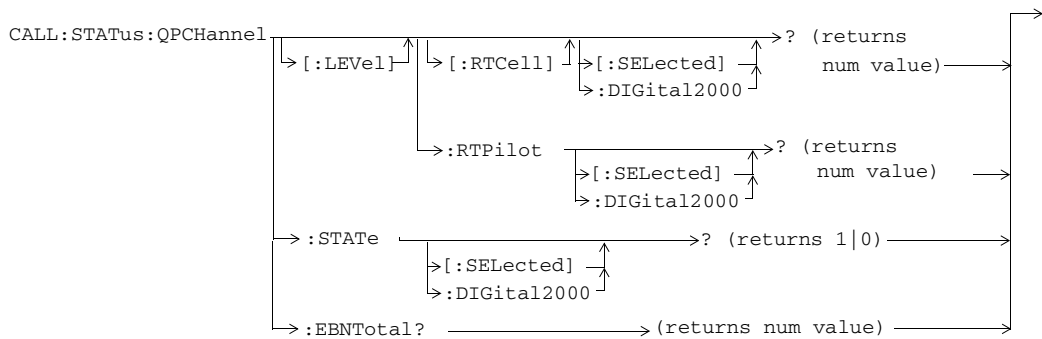 CALL:STATus:QPCHannel ? (returns
[:LEVel] [:RTCell] [:SELected] num value)
:DIGital2000
:RTPilot ? (returns
[:SELected] num value)
:DIGital2000
:STATe ? (returns 1|0)
[:SELected]
:DIGital2000
:EBNTotal? (returns num value)